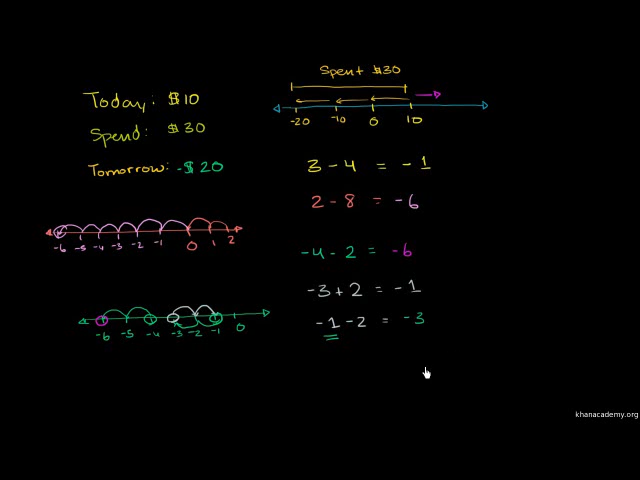 Spent $30
Today: $10
-20 -10 0 10
Spend: $30
Tomorrow: -$20
3 - 4 = - 1
2 - 8 = -6
-6 -5 -4 -3 -2 -1 0 1 2
-4 - 2 = -6
-3 + 2 = -1
-1 - 2 = -3
-6 -5 -4 -3 -2 -1 0
khanacademy.org